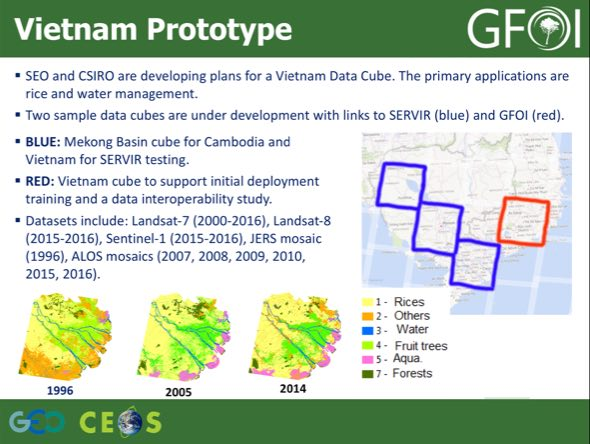 Vietnam Prototype
GFOI
▪ SEO and CSIRO are developing plans for a Vietnam Data Cube. The primary applications are
rice and water management.
▪ Two sample data cubes are under development with links to SERVIR (blue) and GFOI (red).
▪ BLUE: Mekong Basin cube for Cambodia and
Vietnam for SERVIR testing.
▪ RED: Vietnam cube to support initial deployment
training and a data interoperability study.
▪ Datasets include: Landsat-7 (2000-2016), Landsat-8
(2015-2016), Sentinel-1 (2015-2016), JERS mosaic
(1996), ALOS mosaics (2007, 2008, 2009, 2010,
2015, 2016).
1 - Rices
2 - Others
3 - Water
4 - Fruit trees
5 - Aqua.
7 - Forests
1996
2005
2014
GEO CEOS